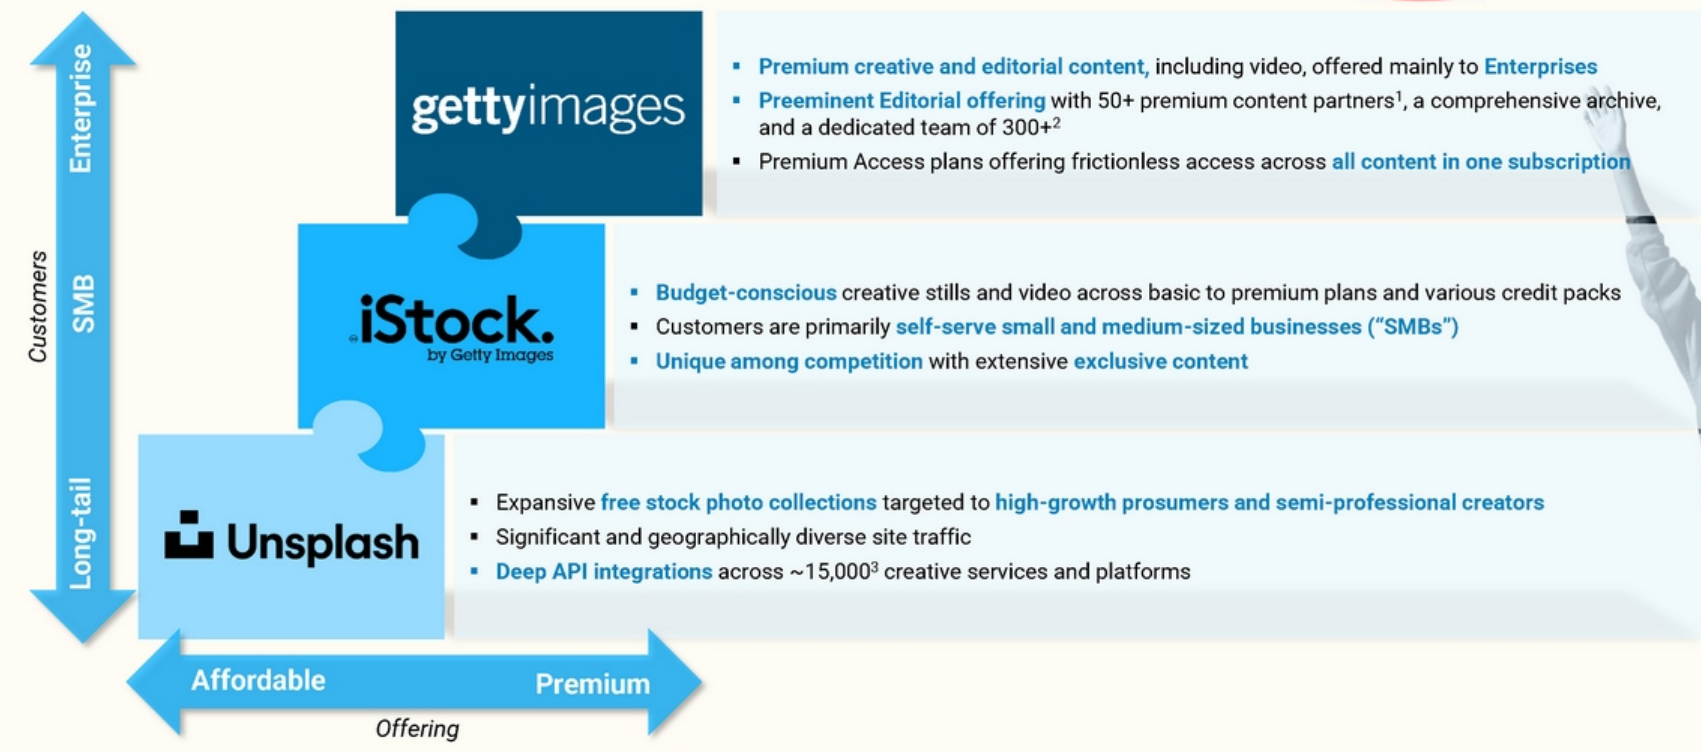 Customers
Enterprise
SMB
Long-tail
gettyimages
▪ Premium creative and editorial content, including video, offered mainly to Enterprises
▪ Preeminent Editorial offering with 50+ premium content partners¹, a comprehensive archive,
and a dedicated team of 300+²
▪ Premium Access plans offering frictionless access across all content in one subscription
iStock.
by Getty Images
▪ Budget-conscious creative stills and video across basic to premium plans and various credit packs
▪ Customers are primarily self-serve small and medium-sized businesses (“SMBs”)
▪ Unique among competition with extensive exclusive content
Unsplash
▪ Expansive free stock photo collections targeted to high-growth prosumers and semi-professional creators
▪ Significant and geographically diverse site traffic
▪ Deep API integrations across ~15,000³ creative services and platforms
Affordable Premium
Offering